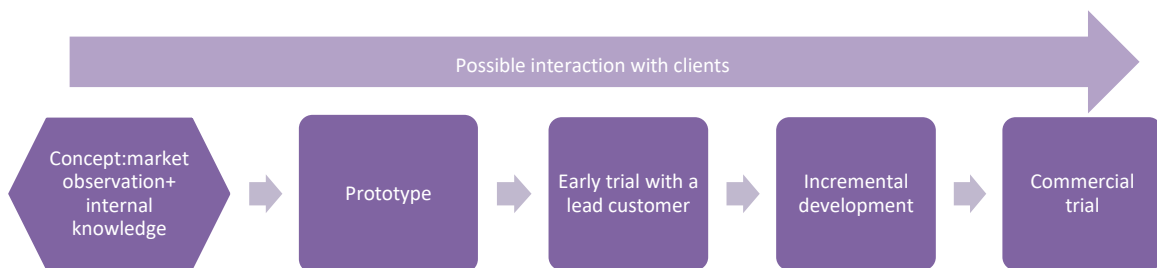 Possible interaction with clients
Concept:market
observation+
internal
knowledge
Prototype
Early trial with a
lead customer
Incremental
development
Commercial
trial